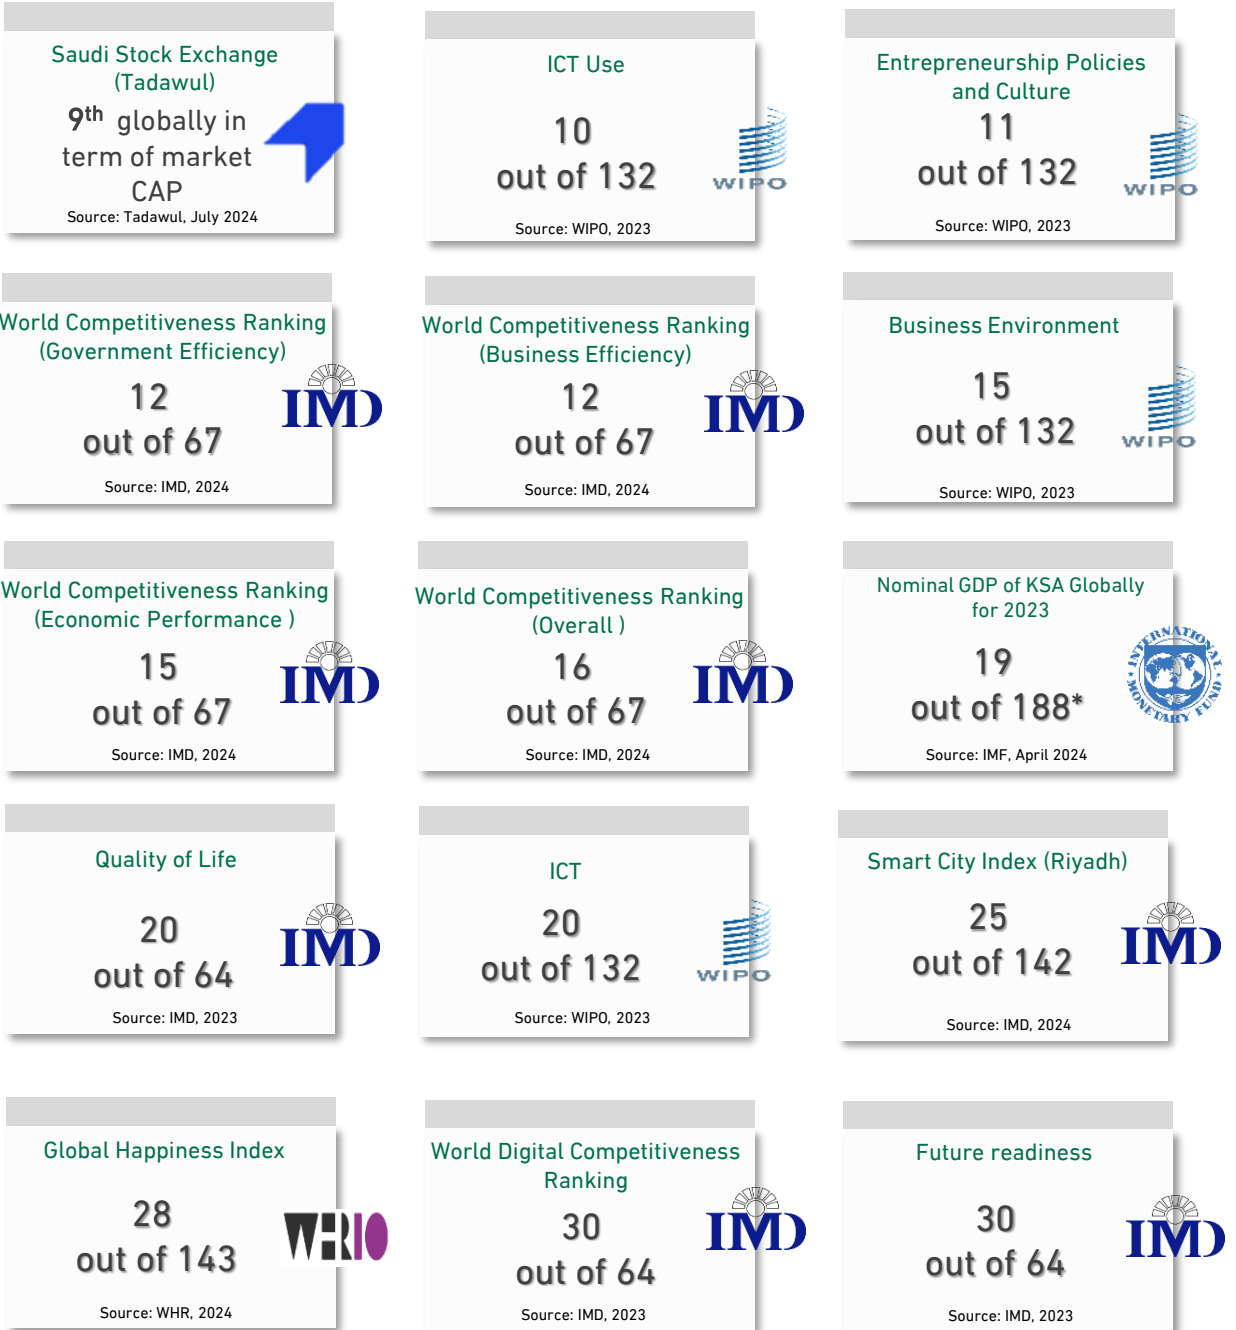 Saudi Stock Exchange
(Tadawul)
9th globally in
term of market
CAP
Source: Tadawul, July 2024
ICT Use
10
out of 132
WIPO
Source: WIPO, 2023
Entrepreneurship Policies
and Culture
11
out of 132
WIPO
Source: WIPO, 2023
World Competitiveness Ranking
(Government Efficiency)
12
out of 67
IMD
Source: IMD, 2024
World Competitiveness Ranking
(Business Efficiency)
12
out of 67
IMD
Source: IMD, 2024
Business Environment
15
out of 132
WIPO
Source: WIPO, 2023
World Competitiveness Ranking
(Economic Performance )
15
out of 67
IMD
Source: IMD, 2024
World Competitiveness Ranking
(Overall )
16
out of 67
IMD
Source: IMD, 2024
Nominal GDP of KSA Globally
for 2023
19
out of 188*
INTERNATIONAL MONETARY FUND
Source: IMF, April 2024
Quality of Life
20
out of 64
IMD
Source: IMD, 2023
ICT
20
out of 132
WIPO
Source: WIPO, 2023
Smart City Index (Riyadh)
25
out of 142
IMD
Source: IMD, 2024
Global Happiness Index
28
out of 143
WHR10
Source: WHR, 2024
World Digital Competitiveness
Ranking
30
out of 64
IMD
Source: IMD, 2023
Future readiness
30
out of 64
IMD
Source: IMD, 2023